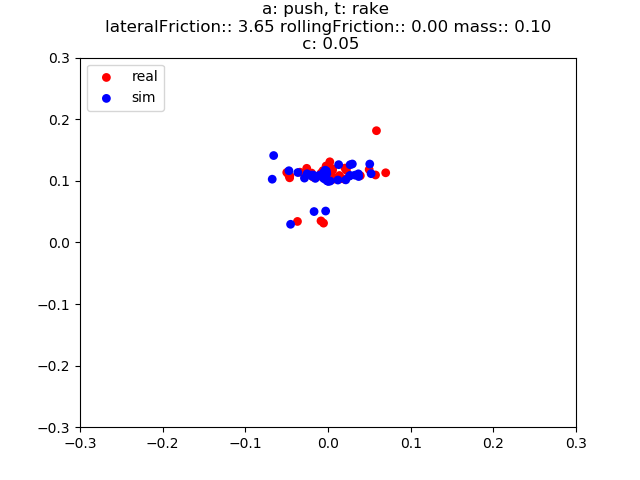 a: push, t: rake
lateralFriction:: 3.65 rollingFriction:: 0.00 mass:: 0.10
c: 0.05
real
sim
0.3
0.2
0.1
0.0
−0.1
−0.2
−0.3
−0.3 −0.2 −0.1 0.0 0.1 0.2 0.3